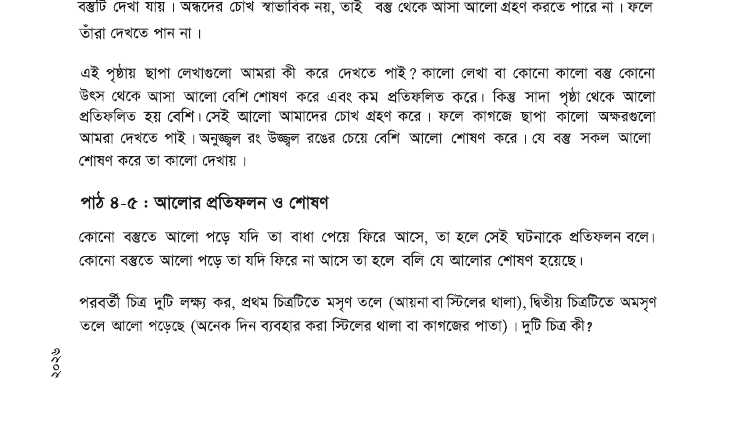 বস্তুটি দেখা যায়। অন্ধদের চোখ স্বাভাবিক নয়, তাই বস্তু থেকে আসা আলো গ্রহণ করতে পারে না। ফলে
তাঁরা দেখতে পান না।
এই পৃষ্ঠায় ছাপা লেখাগুলো আমরা কী করে দেখতে পাই? কালো লেখা বা কোনো কালো বস্তু কোনো
উৎস থেকে আসা আলো বেশি শোষণ করে এবং কম প্রতিফলিত করে। কিন্তু সাদা পৃষ্ঠা থেকে আলো
প্রতিফলিত হয় বেশি। সেই আলো আমাদের চোখ গ্রহণ করে। ফলে কাগজে ছাপা কালো অক্ষরগুলো
আমরা দেখতে পাই। অনুজ্জ্বল রং উজ্জ্বল রঙের চেয়ে বেশি আলো শোষণ করে। যে বস্তু সকল আলো
শোষণ করে তা কালো দেখায়।
পাঠ ৪-৫ : আলোর প্রতিফলন ও শোষণ
কোনো বস্তুতে আলো পড়ে যদি তা বাধা পেয়ে ফিরে আসে, তা হলে সেই ঘটনাকে প্রতিফলন বলে।
কোনো বস্তুতে আলো পড়ে তা যদি ফিরে না আসে তা হলে বলি যে আলোর শোষণ হয়েছে।
পরবর্তী চিত্র দুটি লক্ষ্য কর, প্রথম চিত্রটিতে মসৃণ তলে (আয়না বা স্টিলের থালা), দ্বিতীয় চিত্রটিতে অমসৃণ
তলে আলো পড়েছে (অনেক দিন ব্যবহার করা স্টিলের থালা বা কাগজের পাতা)। দুটি চিত্র কী?
২০২৬